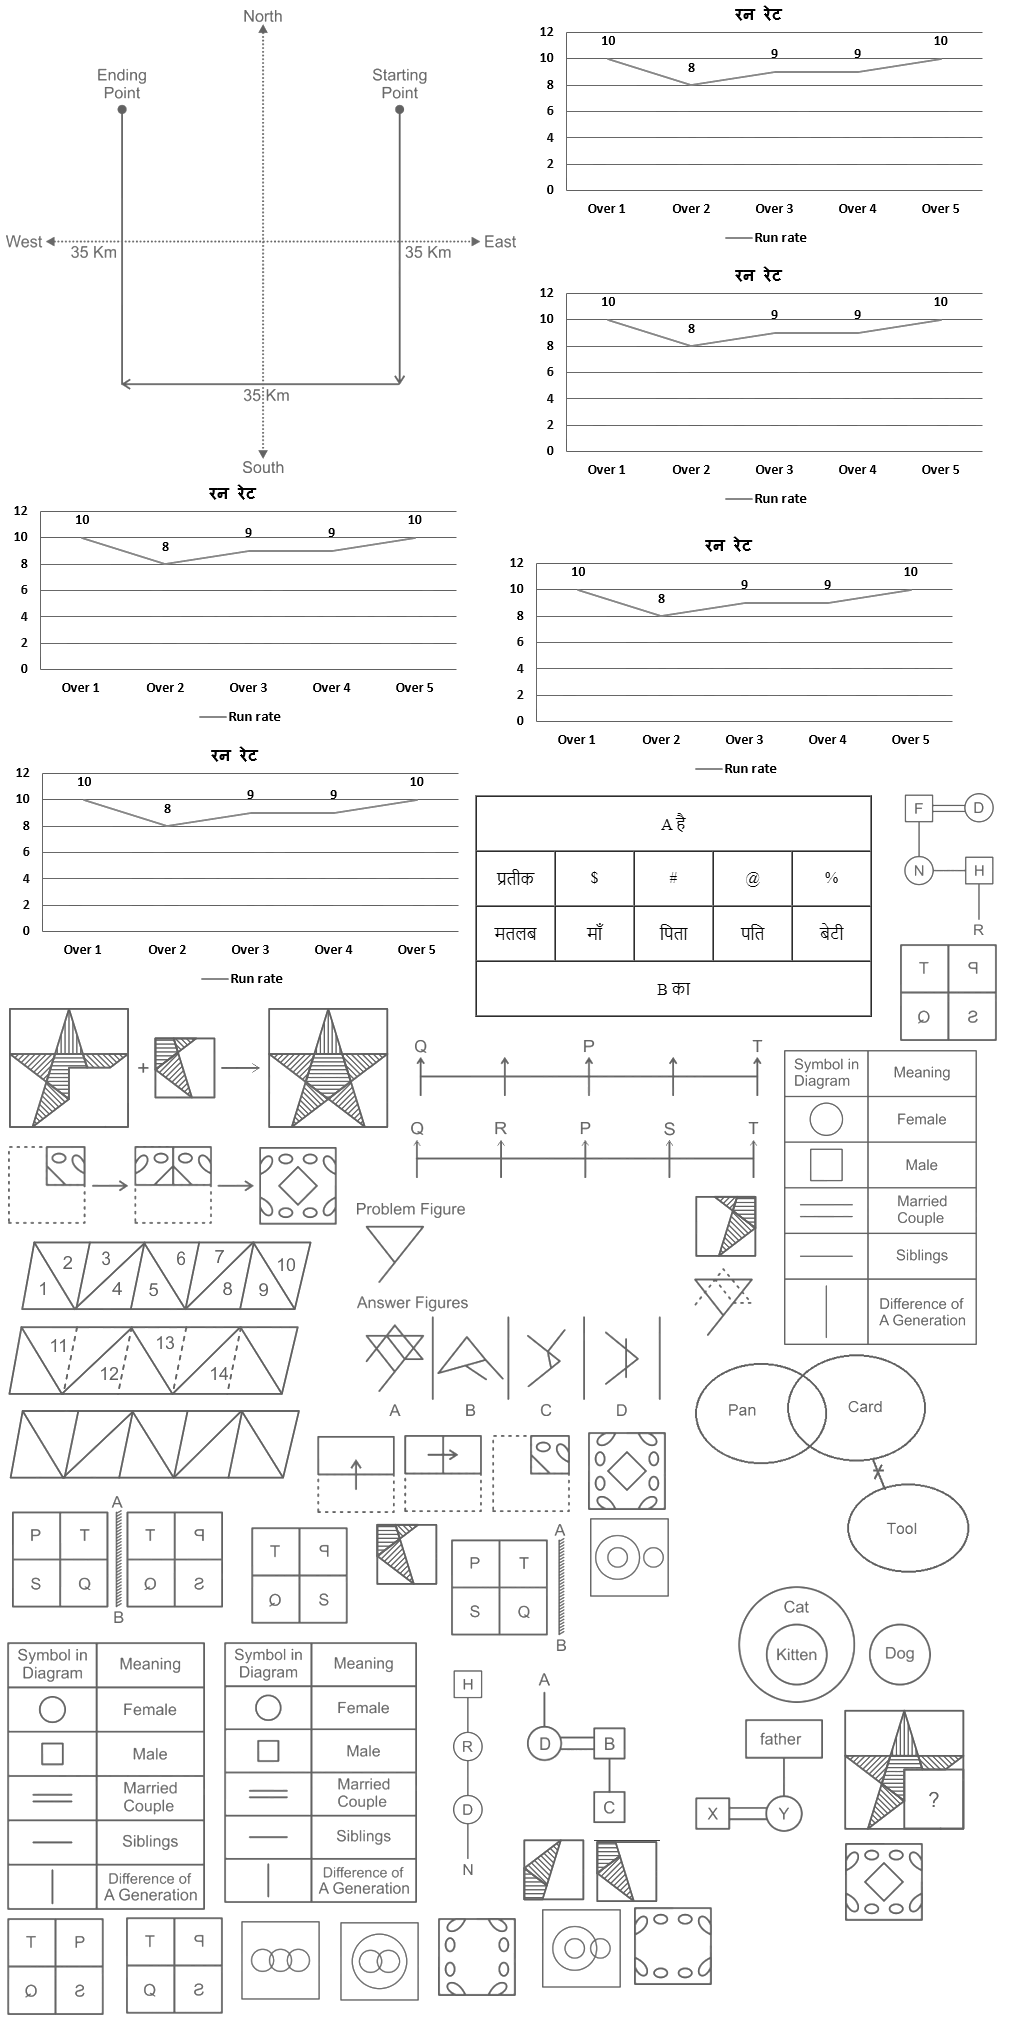 North
Ending
Point
Starting
Point
West
East
35 Km
35 Km
35 Km
South
रन रेट
12
10
8
6
4
2
0
10
8
9
9
10
Over 1
Over 2
Over 3
Over 4
Over 5
Run rate
रन रेट
12
10
8
6
4
2
0
10
8
9
9
10
Over 1
Over 2
Over 3
Over 4
Over 5
Run rate
रन रेट
12
10
8
6
4
2
0
10
8
9
9
10
Over 1
Over 2
Over 3
Over 4
Over 5
Run rate
रन रेट
12
10
8
6
4
2
0
10
8
9
9
10
Over 1
Over 2
Over 3
Over 4
Over 5
Run rate
रन रेट
12
10
8
6
4
2
0
10
8
9
9
10
Over 1
Over 2
Over 3
Over 4
Over 5
Run rate
A है
प्रतीक $ # @ %
मतलब माँ पिता पति बेटी
B का
F D
N H
R
T P
Q S
+
Q P T
Q R P S T
Symbol in
Diagram
Meaning
Female
Male
Married
Couple
Siblings
Difference of
A Generation
Problem Figure
Answer Figures
A B C D
2 3 6 7 10
1 4 5 8 9
11 13
12 14
Pan
Card
Tool
A
P T T P
S Q Q S
B
T P
Q S
A
P T
S Q
B
Cat
Kitten
Dog
Symbol in
Diagram
Meaning
Female
Male
Married
Couple
Siblings
Difference of
A Generation
Symbol in
Diagram
Meaning
Female
Male
Married
Couple
Siblings
Difference of
A Generation
H
R
D
N
A
D B
C
father
X Y
?
T P
Q S
T P
Q S